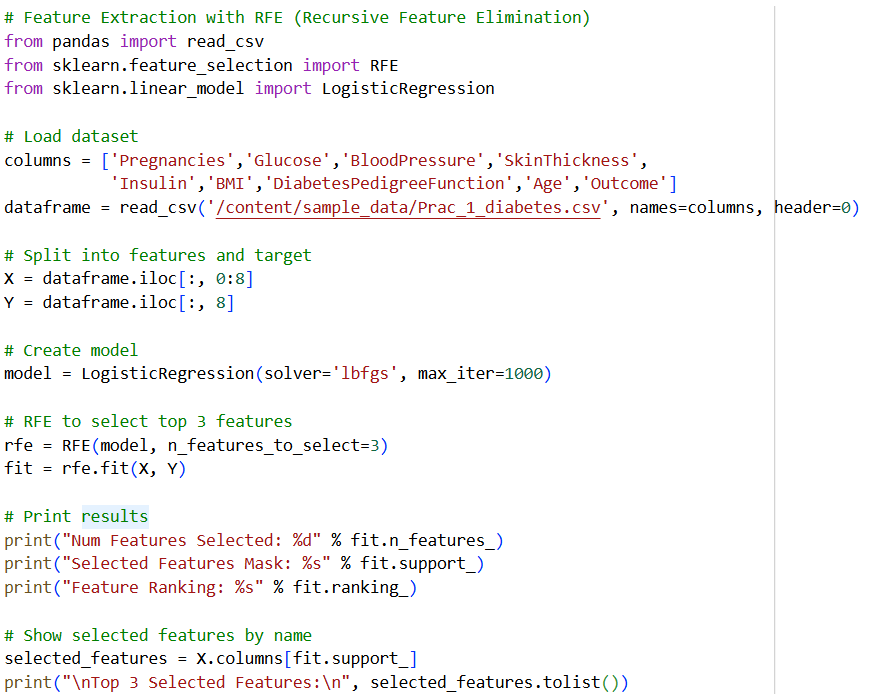 # Feature Extraction with RFE (Recursive Feature Elimination)
from pandas import read_csv
from sklearn.feature_selection import RFE
from sklearn.linear_model import LogisticRegression

# Load dataset
columns = ['Pregnancies','Glucose','BloodPressure','SkinThickness',
           'Insulin','BMI','DiabetesPedigreeFunction','Age','Outcome']
dataframe = read_csv('/content/sample_data/Prac_1_diabetes.csv', names=columns, header=0)

# Split into features and target
X = dataframe.iloc[:, 0:8]
Y = dataframe.iloc[:, 8]

# Create model
model = LogisticRegression(solver='lbfgs', max_iter=1000)

# RFE to select top 3 features
rfe = RFE(model, n_features_to_select=3)
fit = rfe.fit(X, Y)

# Print results
print("Num Features Selected: %d" % fit.n_features_)
print("Selected Features Mask: %s" % fit.support_)
print("Feature Ranking: %s" % fit.ranking_)

# Show selected features by name
selected_features = X.columns[fit.support_]
print("\nTop 3 Selected Features:\n", selected_features.tolist())